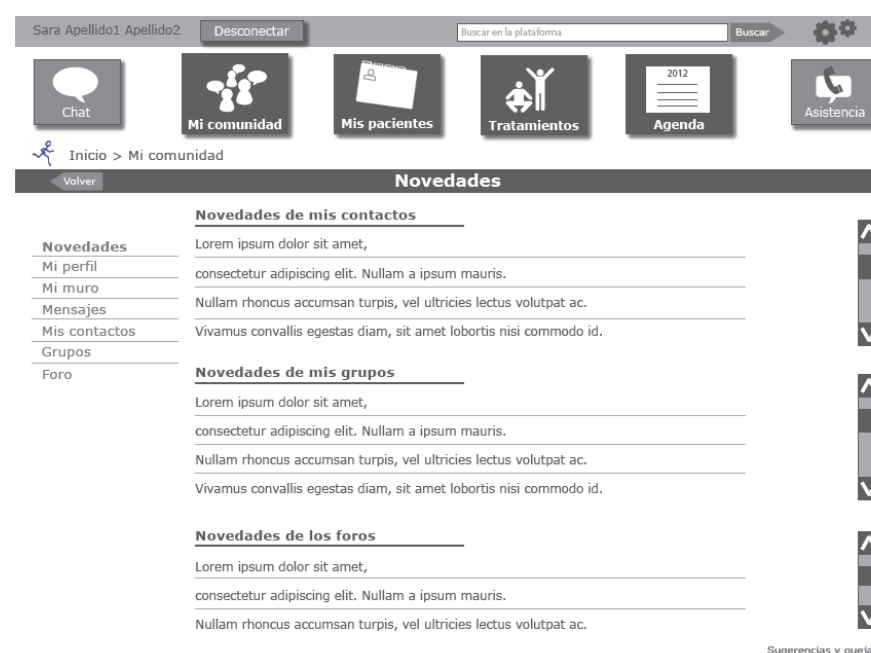 Sara Apellido1 Apellido2
Desconectar
Buscar en la plataforma
Buscar
Chat
Mi comunidad
Mis pacientes
Tratamientos
2012
Agenda
Asistencia
Inicio > Mi comunidad
Volver
Novedades
Novedades
Mi perfil
Mi muro
Mensajes
Mis contactos
Grupos
Foro
Novedades de mis contactos
Lorem ipsum dolor sit amet,
consectetur adipiscing elit. Nullam a ipsum mauris.
Nullam rhoncus accumsan turpis, vel ultricies lectus volutpat ac.
Vivamus convallis egestas diam, sit amet lobortis nisi commodo id.
Novedades de mis grupos
Lorem ipsum dolor sit amet,
consectetur adipiscing elit. Nullam a ipsum mauris.
Nullam rhoncus accumsan turpis, vel ultricies lectus volutpat ac.
Vivamus convallis egestas diam, sit amet lobortis nisi commodo id.
Novedades de los foros
Lorem ipsum dolor sit amet,
consectetur adipiscing elit. Nullam a ipsum mauris.
Nullam rhoncus accumsan turpis, vel ultricies lectus volutpat ac.
Sugerencias y queja